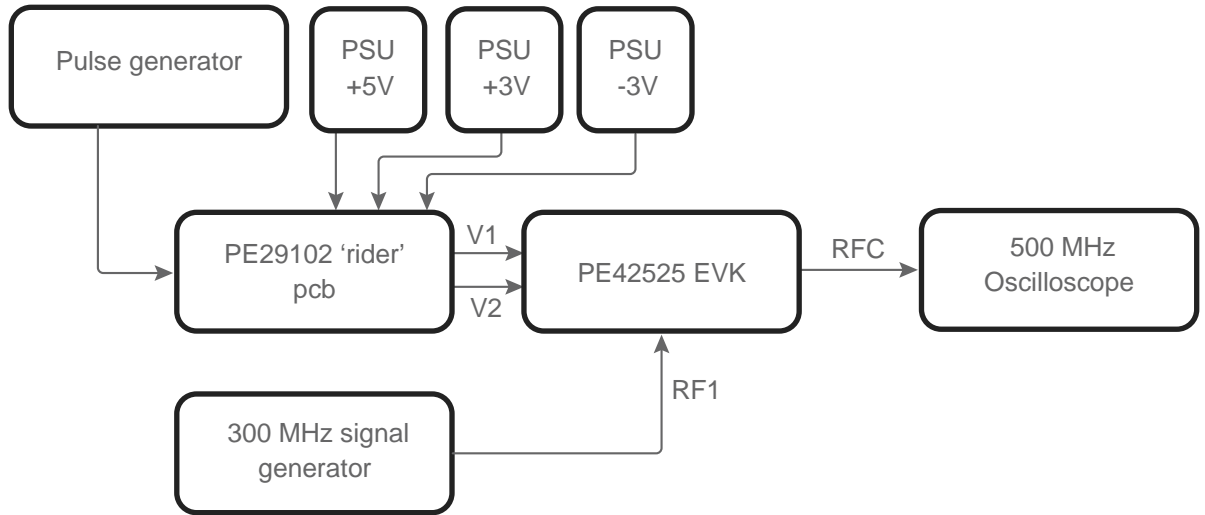 Pulse generator
PSU
+5V
PSU
+3V
PSU
-3V
PE29102 ‘rider’
pcb
V1
V2
PE42525 EVK
RFC
500 MHz
Oscilloscope
RF1
300 MHz signal
generator